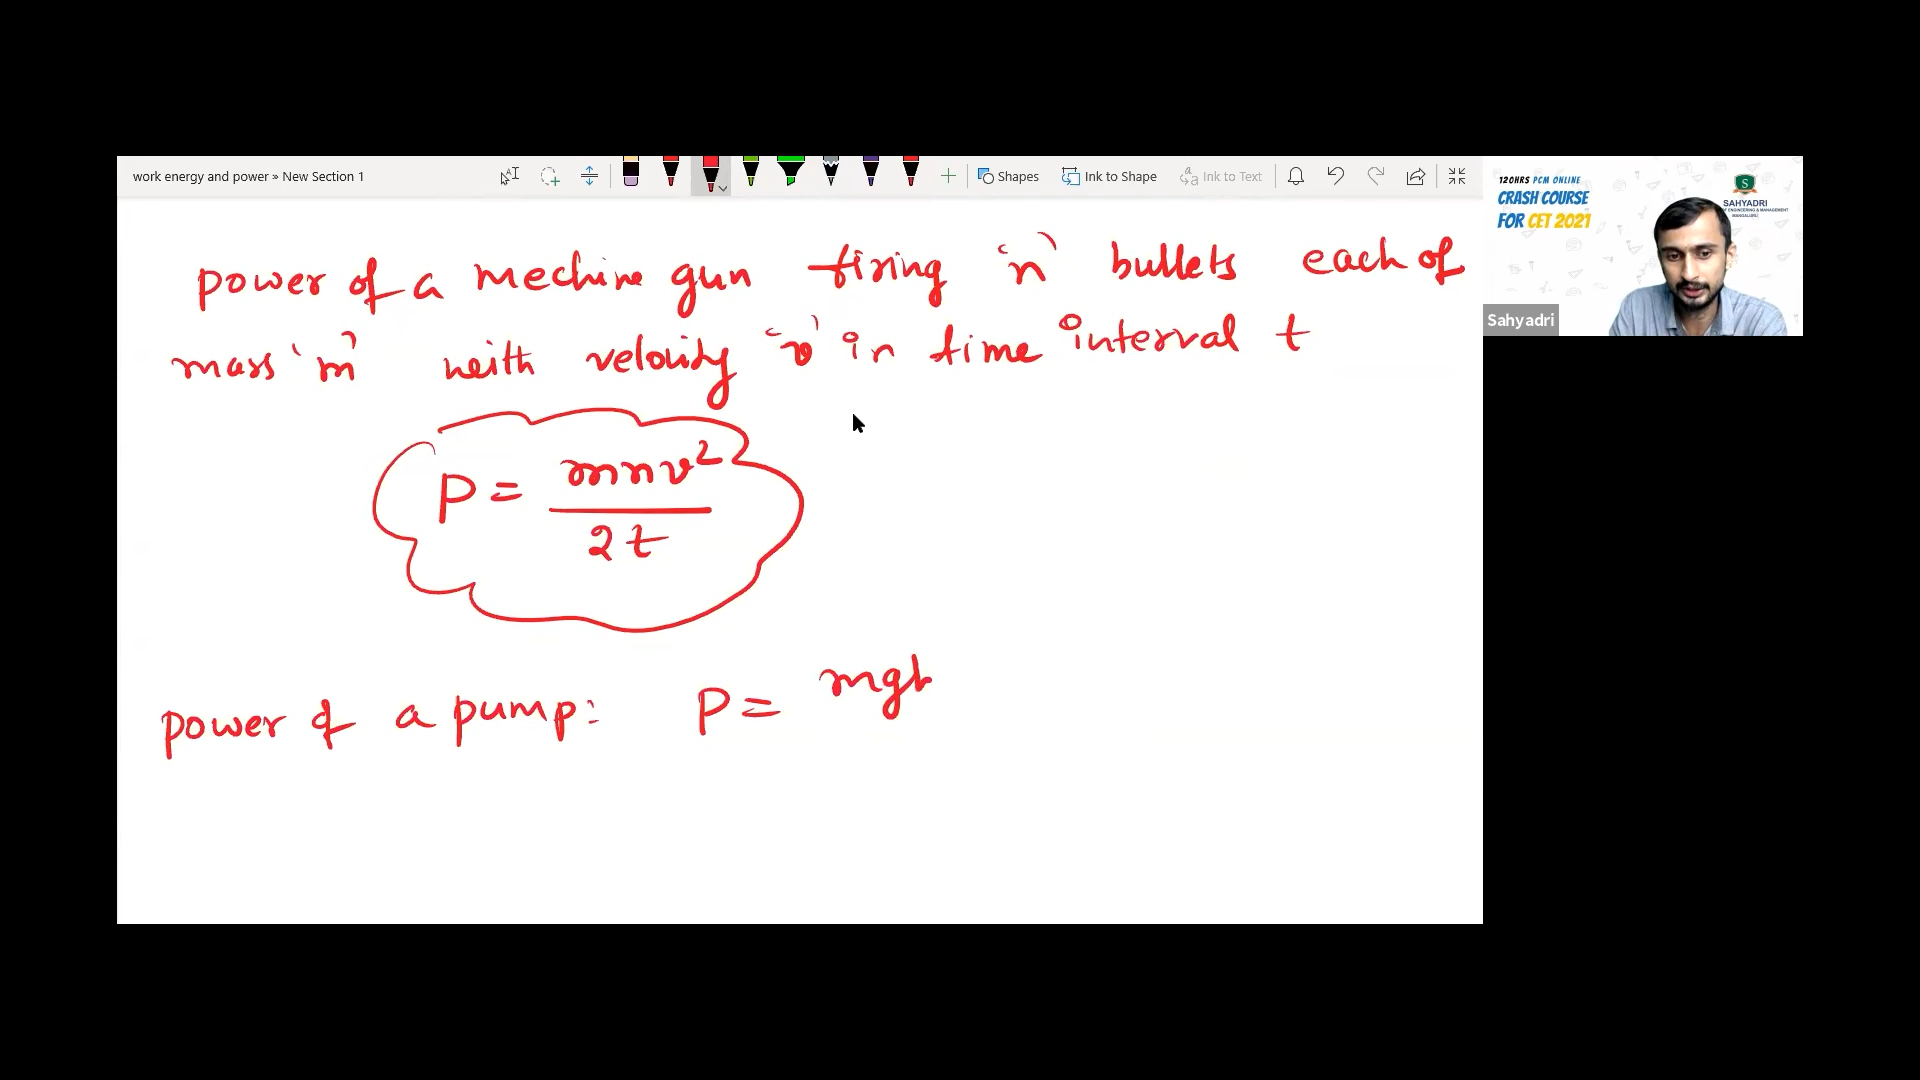 work energy and power » New Section 1
Shapes
Ink to Shape
Ink to Text
120HRS PCM ONLINE
CRASH COURSE
FOR CET 2021
S
SAHYADRI
ENGINEERING & MANAGEMENT
Sahyadri
power of a mechine gun firing 'n' bullets each of
mass 'm' with velocity 'v' in time interval t
P = mnv²
2t
power of a pump: P = mgh